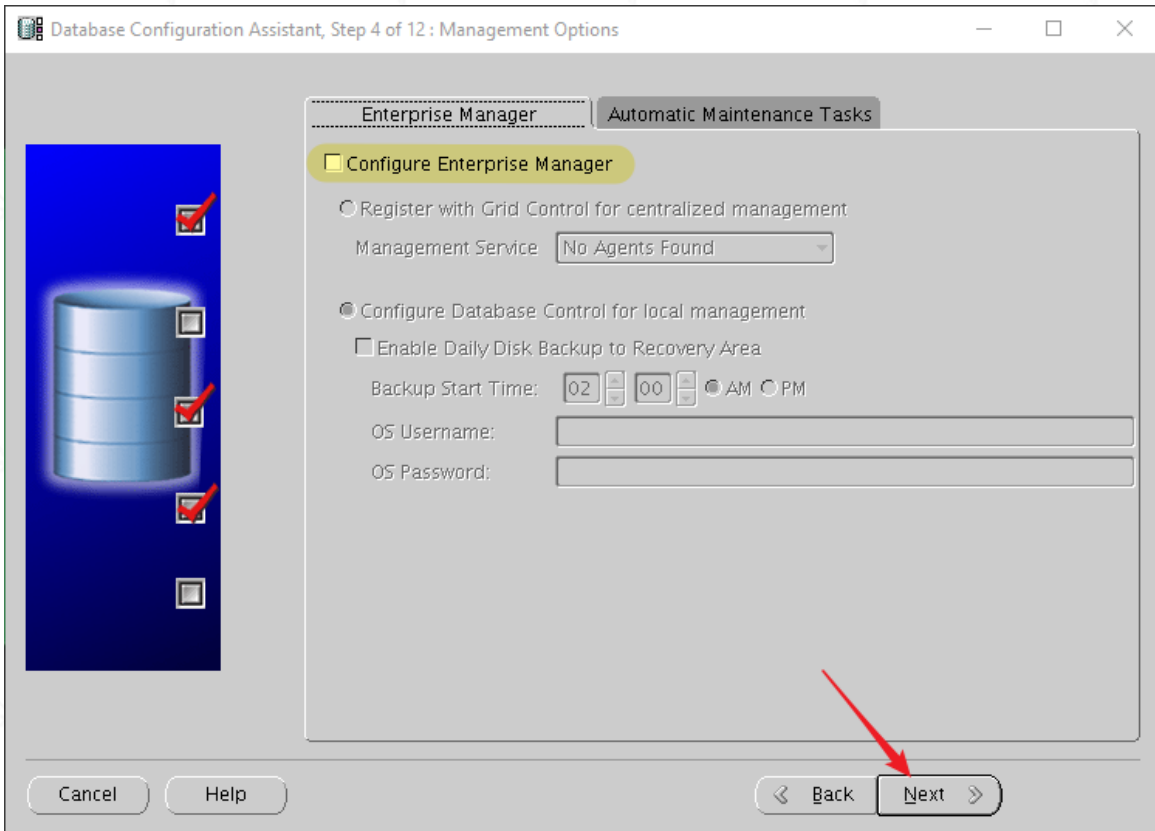 Database Configuration Assistant, Step 4 of 12 : Management Options
Enterprise Manager
Automatic Maintenance Tasks
Configure Enterprise Manager
Register with Grid Control for centralized management
Management Service No Agents Found
Configure Database Control for local management
Enable Daily Disk Backup to Recovery Area
Backup Start Time: 02 00 AM PM
OS Username:
OS Password:
Cancel Help Back Next